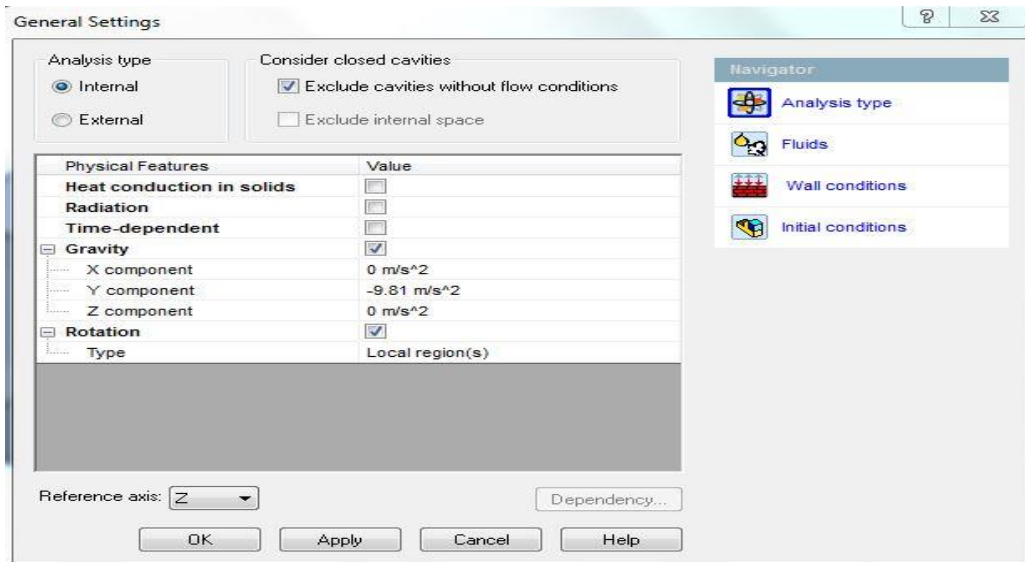 General Settings
Analysis type
Internal
External
Consider closed cavities
Exclude cavities without flow conditions
Exclude internal space
Physical Features Value
Heat conduction in solids
Radiation
Time-dependent
Gravity
X component 0 m/s^2
Y component -9.81 m/s^2
Z component 0 m/s^2
Rotation
Type Local region(s)
Reference axis: Z
Dependency...
OK Apply Cancel Help
Navigator
Analysis type
Fluids
Wall conditions
Initial conditions